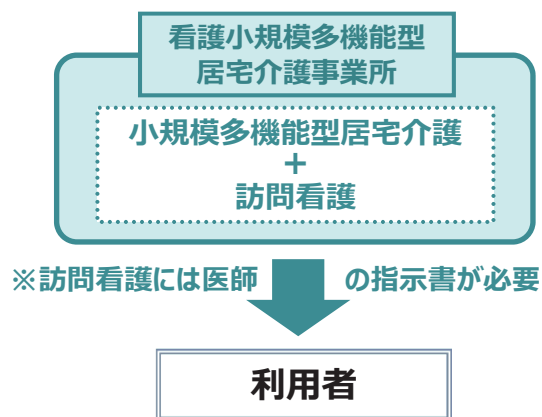 看護小規模多機能型
居宅介護事業所
小規模多機能型居宅介護
+
訪問看護
※訪問看護には医師 の指示書が必要
利用者